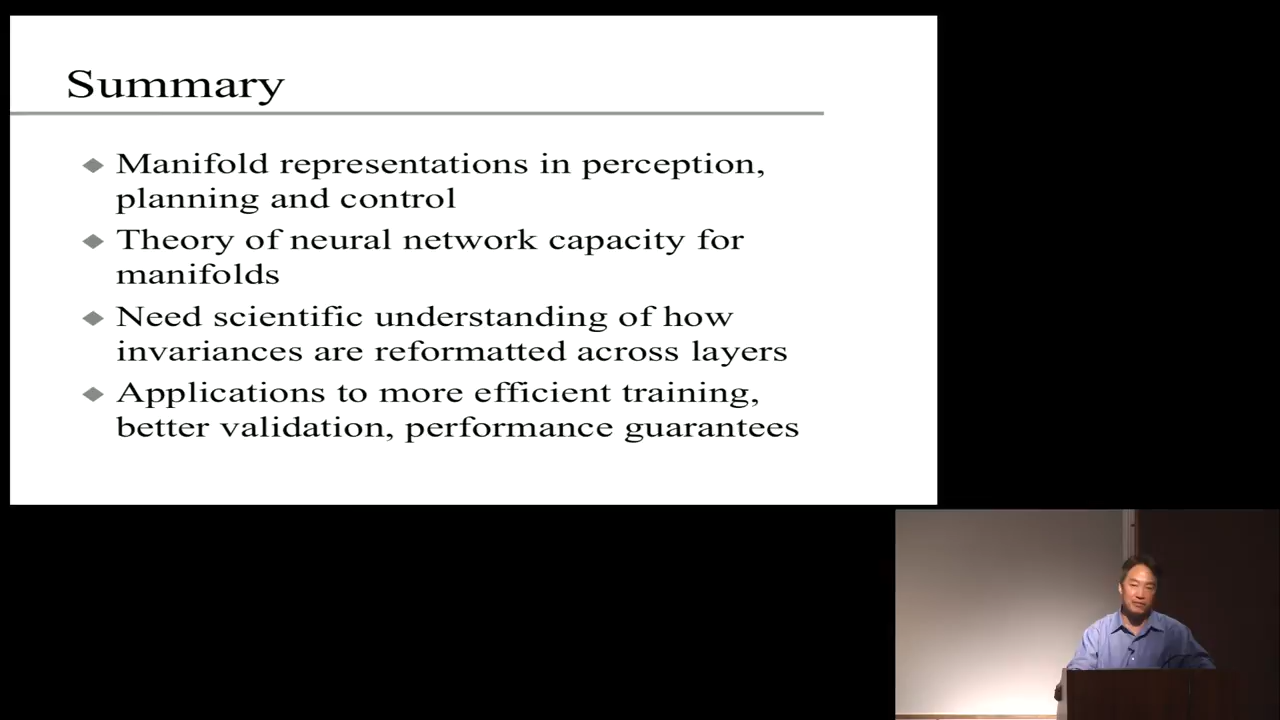 Summary
Manifold representations in perception,
planning and control
Theory of neural network capacity for
manifolds
Need scientific understanding of how
invariances are reformatted across layers
Applications to more efficient training,
better validation, performance guarantees